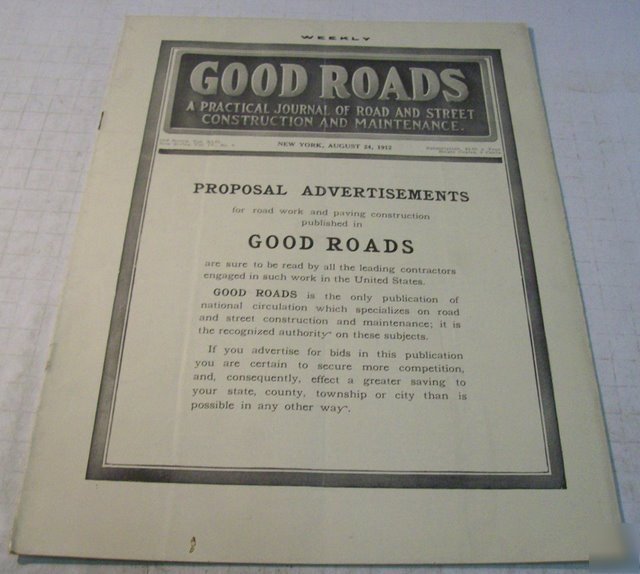 WEEKLY
GOOD ROADS
A PRACTICAL JOURNAL OF ROAD AND STREET
CONSTRUCTION AND MAINTENANCE.
NEW YORK, AUGUST 24, 1912
PROPOSAL ADVERTISEMENTS
for road work and paving construction
published in
GOOD ROADS
are sure to be read by all the leading contractors
engaged in such work in the United States.
GOOD ROADS is the only publication of
national circulation which specializes on road
and street construction and maintenance; it is
the recognized authority on these subjects.
If you advertise for bids in this publication
you are certain to secure more competition,
and, consequently, effect a greater saving to
your state, county, township or city than is
possible in any other way.